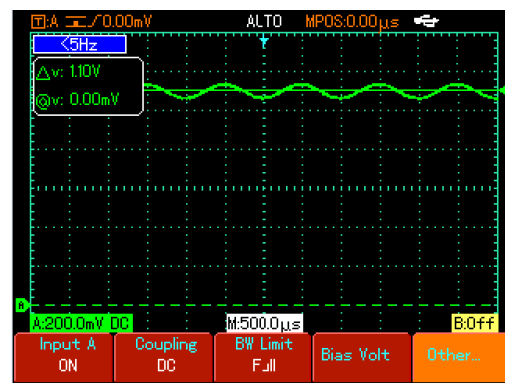 T:A 0.00mV ALTO MPOS:0.00µs
<5Hz
△v: 1.10V
@v: 0.00mV
A
A:200.0mV DC M:500.0µs B:Off
Input A Coupling BW Limit Bias Volt Other...
ON DC Full